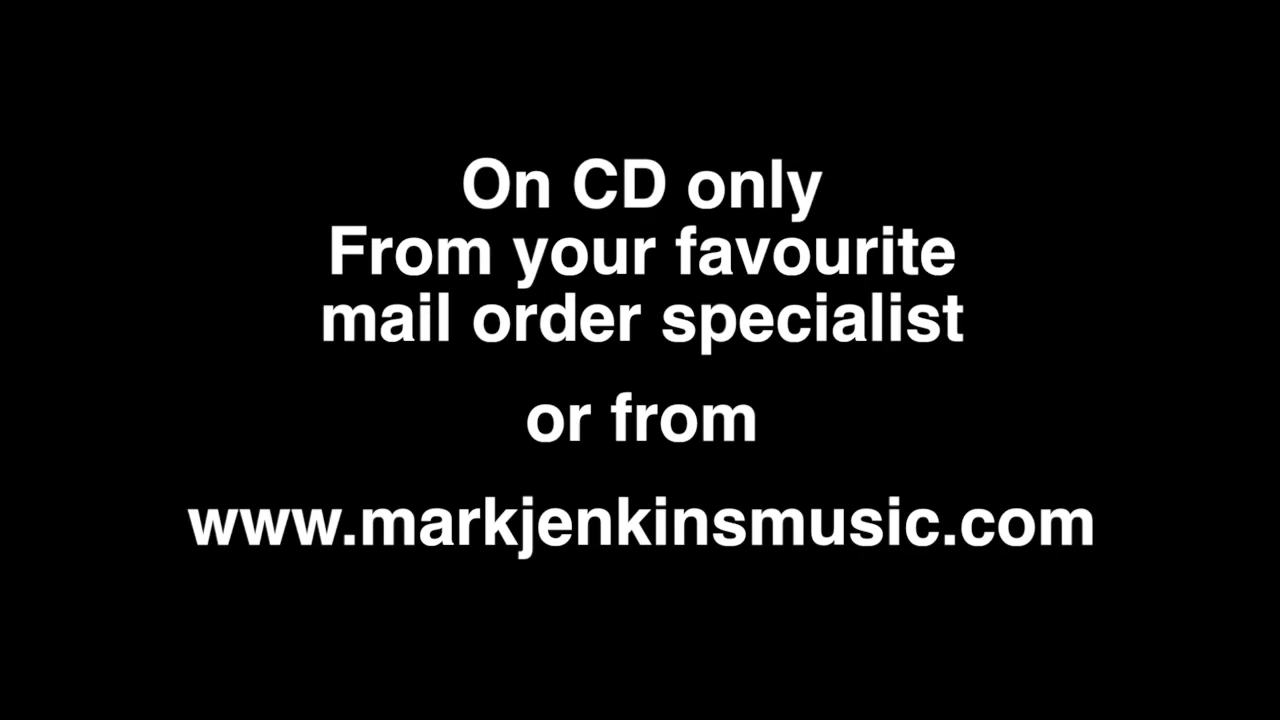 On CD only
From your favourite
mail order specialist
or from
www.markjenkinsmusic.com